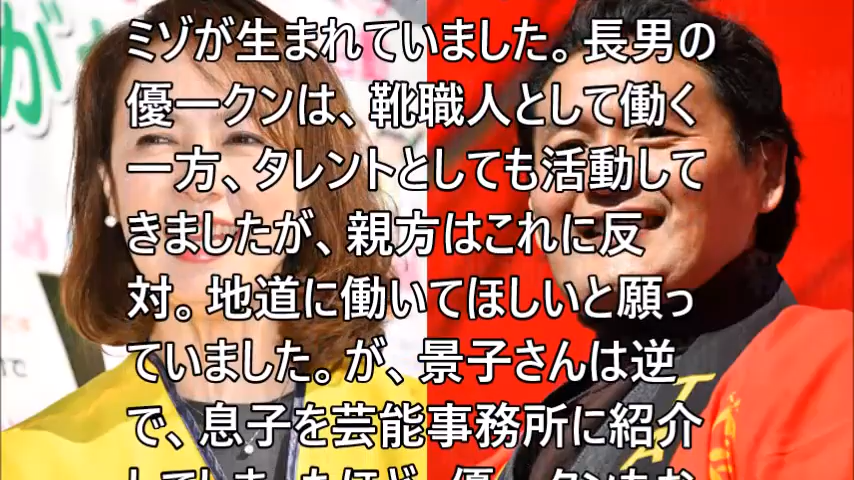 ミゾが生まれていました。長男の
優一クンは、靴職人として働く
一方、タレントとしても活動して
きましたが、親方はこれに反
対。地道に働いてほしいと願っ
ていました。が、景子さんは逆
で、息子を芸能事務所に紹介